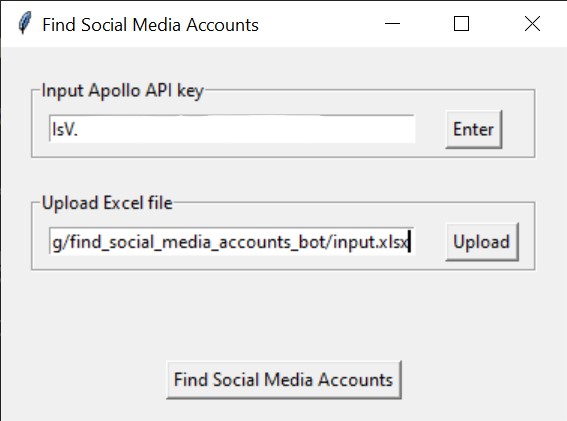 Find Social Media Accounts
Input Apollo API key
lsV.
Enter
Upload Excel file
g/find_social_media_accounts_bot/input.xlsx
Upload
Find Social Media Accounts